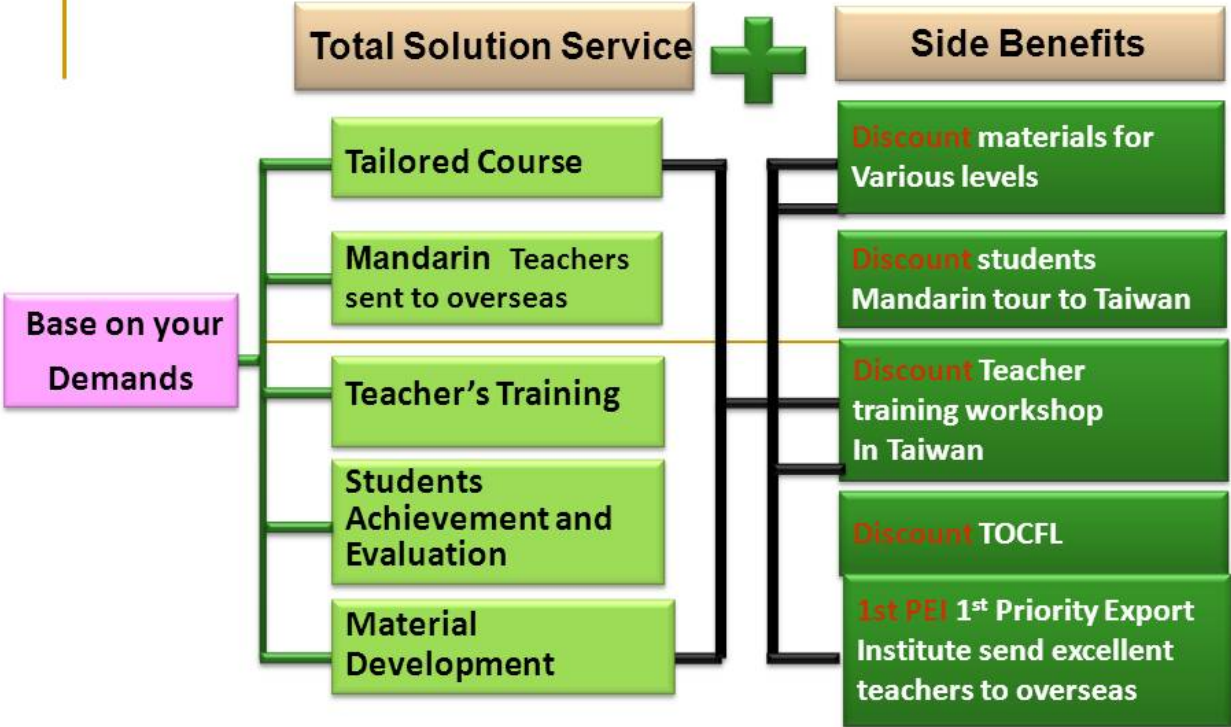 Total Solution Service
Side Benefits
Base on your
Demands
Tailored Course
Mandarin Teachers
sent to overseas
Teacher’s Training
Students
Achievement and
Evaluation
Material
Development
Discount materials for
Various levels
Discount students
Mandarin tour to Taiwan
Discount Teacher
training workshop
In Taiwan
Discount TOCFL
1st PEI 1st Priority Export
Institute send excellent
teachers to overseas